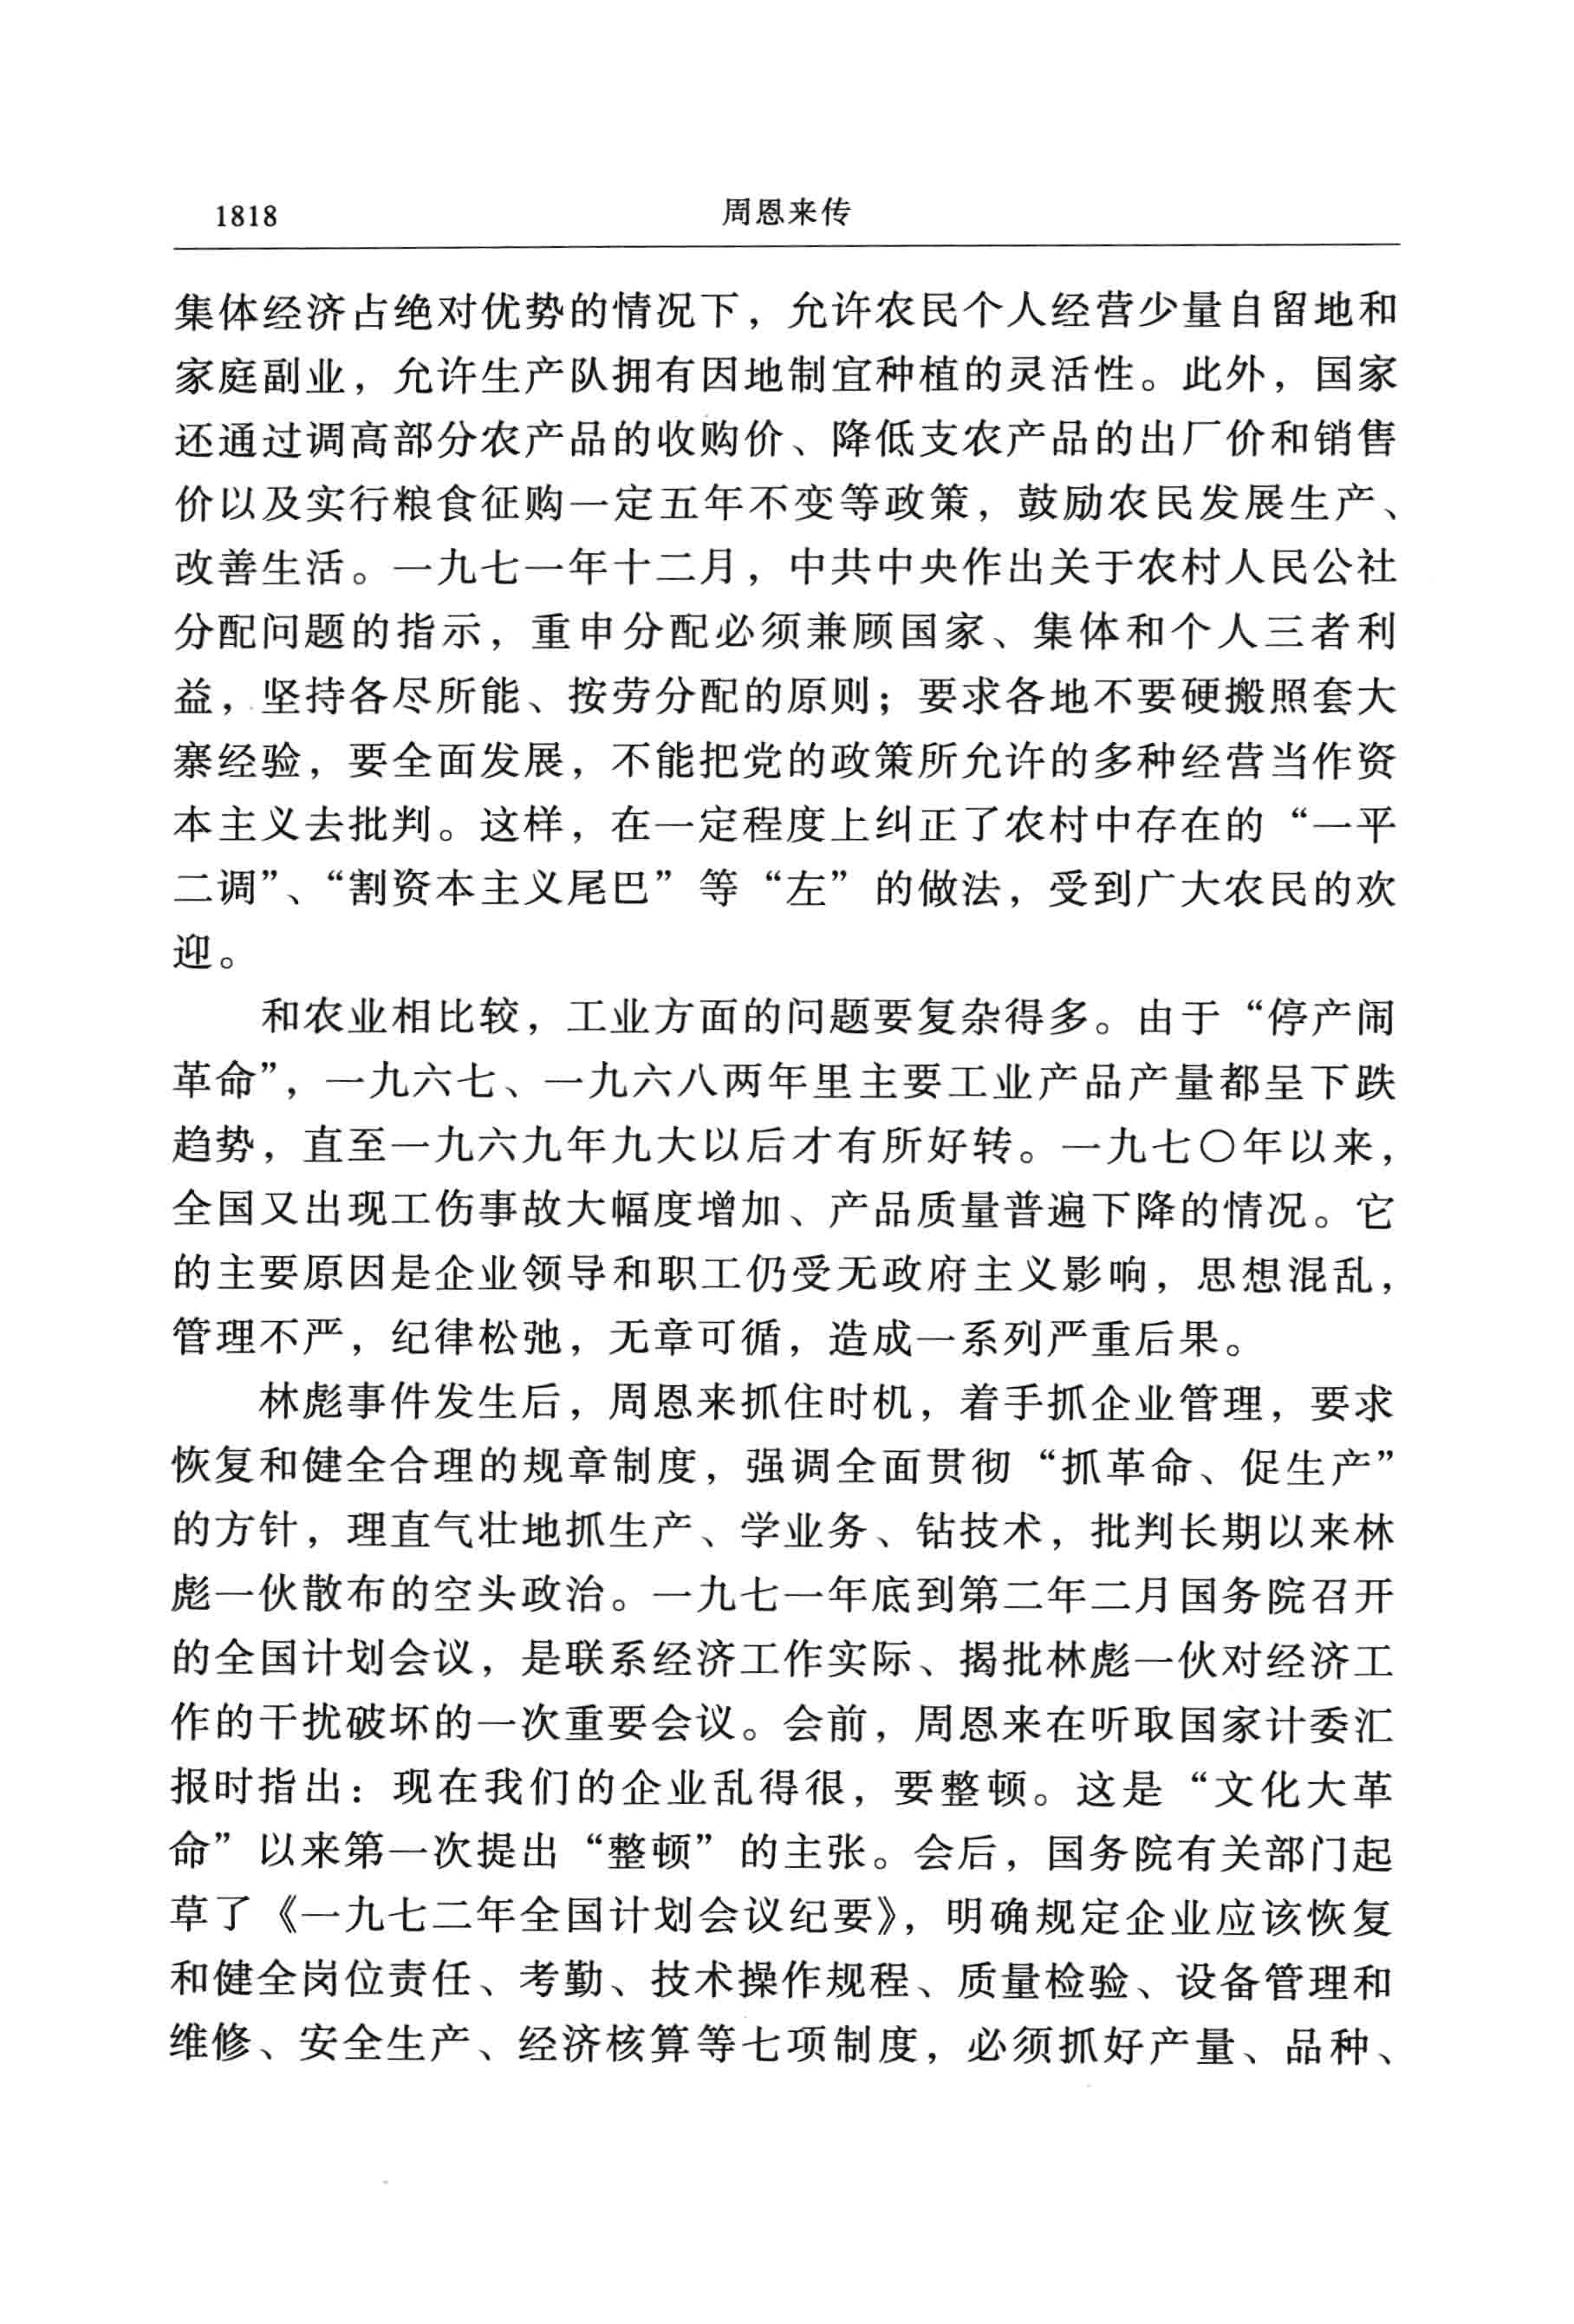 1818 周恩来传
集体经济占绝对优势的情况下，允许农民个人经营少量自留地和
家庭副业，允许生产队拥有因地制宜种植的灵活性。此外，国家
还通过调高部分农产品的收购价、降低支农产品的出厂价和销售
价以及实行粮食征购一定五年不变等政策，鼓励农民发展生产、
改善生活。一九七一年十二月，中共中央作出关于农村人民公社
分配问题的指示，重申分配必须兼顾国家、集体和个人三者利
益，坚持各尽所能、按劳分配的原则；要求各地不要硬搬照套大
寨经验，要全面发展，不能把党的政策所允许的多种经营当作资
本主义去批判。这样，在一定程度上纠正了农村中存在的“一平
二调”、“割资本主义尾巴”等“左”的做法，受到广大农民的欢
迎。
和农业相比较，工业方面的问题要复杂得多。由于“停产闹
革命”，一九六七、一九六八两年里主要工业产品产量都呈下跌
趋势，直至一九六九年九大以后才有所好转。一九七〇年以来，
全国又出现工伤事故大幅度增加、产品质量普遍下降的情况。它
的主要原因是企业领导和职工仍受无政府主义影响，思想混乱，
管理不严，纪律松弛，无章可循，造成一系列严重后果。
林彪事件发生后，周恩来抓住时机，着手抓企业管理，要求
恢复和健全合理的规章制度，强调全面贯彻“抓革命、促生产”
的方针，理直气壮地抓生产、学业务、钻技术，批判长期以来林
彪一伙散布的空头政治。一九七一年底到第二年二月国务院召开
的全国计划会议，是联系经济工作实际、揭批林彪一伙对经济工
作的干扰破坏的一次重要会议。会前，周恩来在听取国家计委汇
报时指出：现在我们的企业乱得很，要整顿。这是“文化大革
命”以来第一次提出“整顿”的主张。会后，国务院有关部门起
草了《一九七二年全国计划会议纪要》，明确规定企业应该恢复
和健全岗位责任、考勤、技术操作规程、质量检验、设备管理和
维修、安全生产、经济核算等七项制度，必须抓好产量、品种、